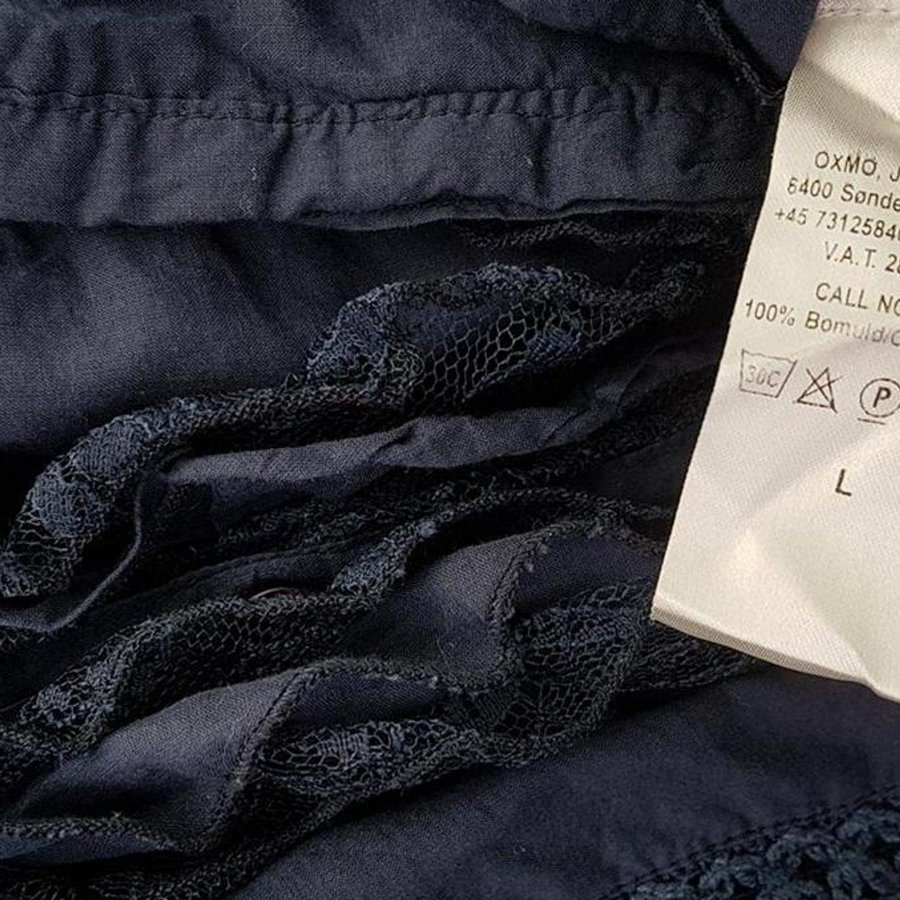 OXMO, J
6400 Sønde
+45 7312584
V.A.T. 2
CALL NO
100% Bomuld/C
30C P
L